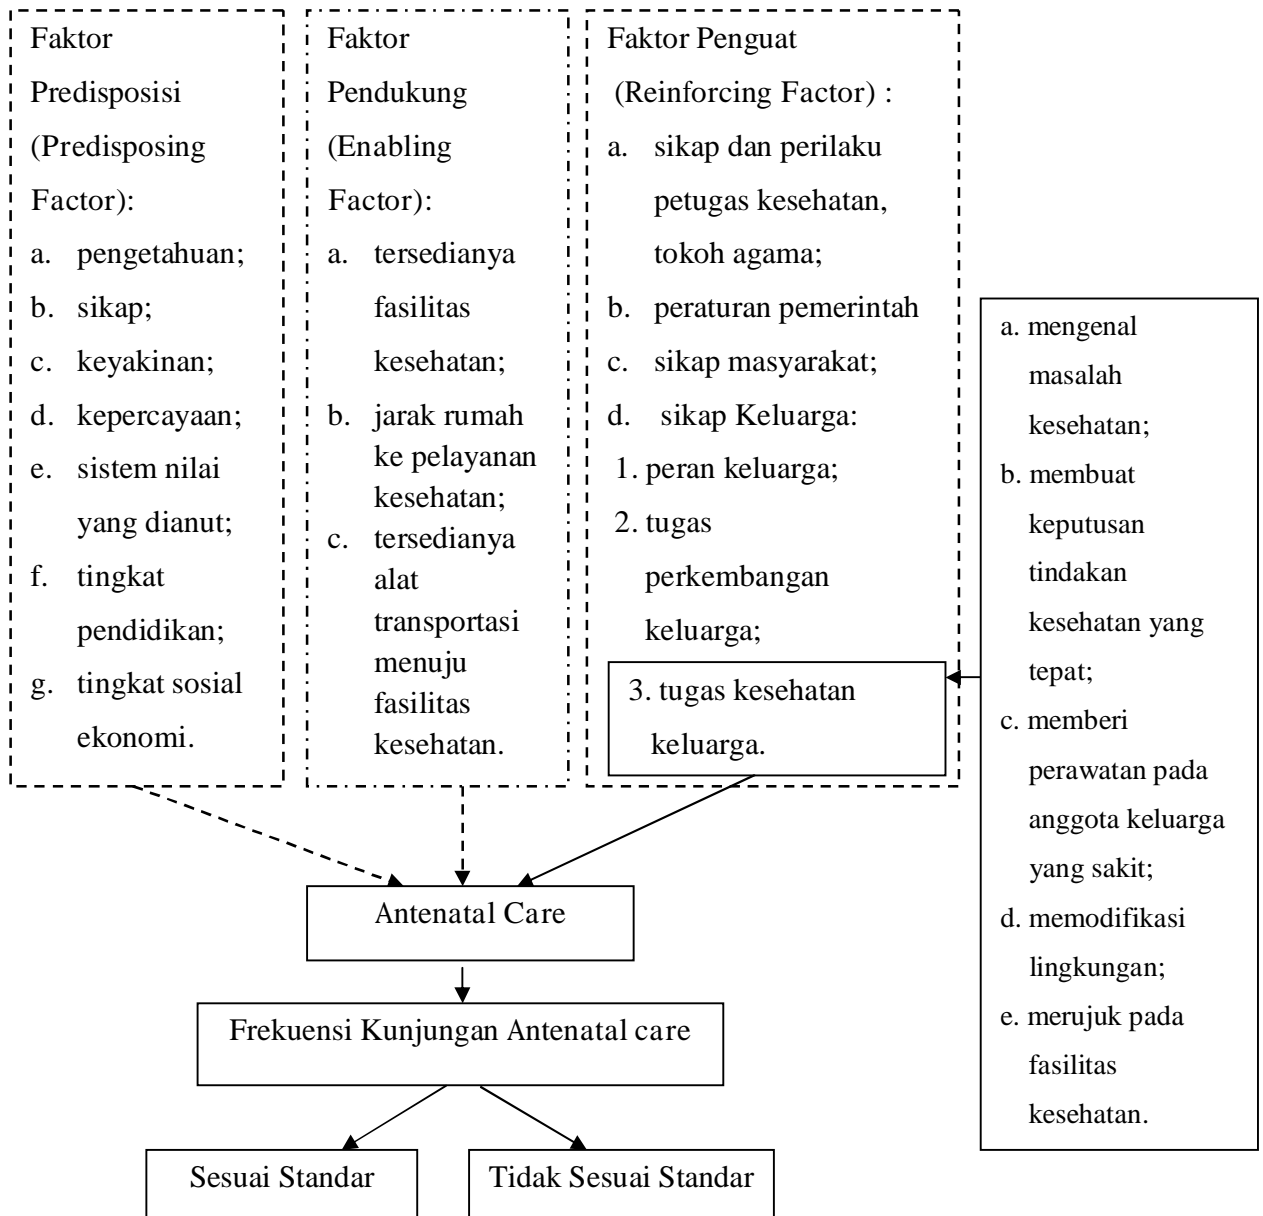 Faktor
Predisposisi
(Predisposing
Factor):
a. pengetahuan;
b. sikap;
c. keyakinan;
d. kepercayaan;
e. sistem nilai
yang dianut;
f. tingkat
pendidikan;
g. tingkat sosial
ekonomi.
Faktor
Pendukung
(Enabling
Factor):
a. tersedianya
fasilitas
kesehatan;
b. jarak rumah
ke pelayanan
kesehatan;
c. tersedianya
alat
transportasi
menuju
fasilitas
kesehatan.
Faktor Penguat
(Reinforcing Factor) :
a. sikap dan perilaku
petugas kesehatan,
tokoh agama;
b. peraturan pemerintah
c. sikap masyarakat;
d. sikap Keluarga:
1. peran keluarga;
2. tugas
perkembangan
keluarga;
3. tugas kesehatan
keluarga.
a. mengenal
masalah
kesehatan;
b. membuat
keputusan
tindakan
kesehatan yang
tepat;
c. memberi
perawatan pada
anggota keluarga
yang sakit;
d. memodifikasi
lingkungan;
e. merujuk pada
fasilitas
kesehatan.
Antenatal Care
Frekuensi Kunjungan Antenatal care
Sesuai Standar
Tidak Sesuai Standar